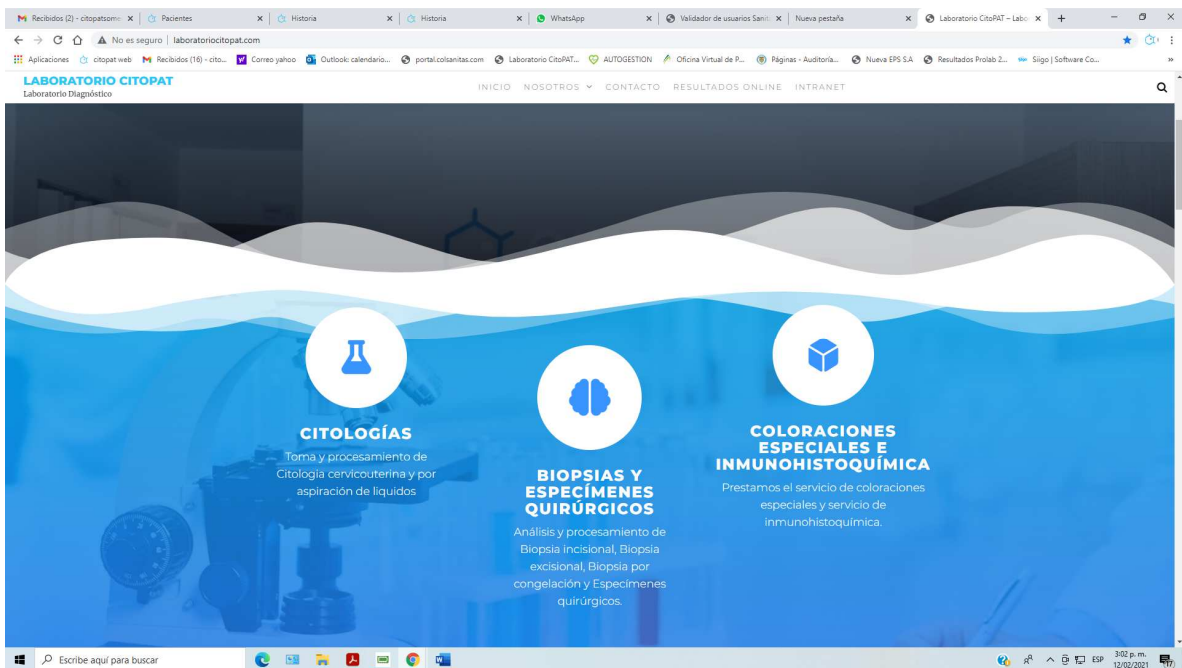 Recibidos (2) - citopatsome
Pacientes
Historia
Historia
WhatsApp
Validador de usuarios Sanit
Nueva pestaña
Laboratorio CitoPAT – Labo
No es seguro | laboratoriocitopat.com
Aplicaciones
citopat web
Recibidos (16) - cito...
Correo yahoo
Outlook: calendario...
portal.colsanitas.com
Laboratorio CitoPAT...
AUTOGESTION
Oficina Virtual de P...
Páginas - Auditoría...
Nueva EPS S.A
Resultados Prolab 2...
Siigo | Software Co...
LABORATORIO CITOPAT
Laboratorio Diagnóstico
INICIO NOSOTROS CONTACTO RESULTADOS ONLINE INTRANET
CITOLOGÍAS
Toma y procesamiento de
Citología cervicouterina y por
aspiración de liquidos
BIOPSIAS Y
ESPECÍMENES
QUIRÚRGICOS
Análisis y procesamiento de
Biopsia incisional, Biopsia
excisional, Biopsia por
congelación y Especímenes
quirúrgicos.
COLORACIONES
ESPECIALES E
INMUNOHISTOQUÍMICA
Prestamos el servicio de coloraciones
especiales y servicio de
inmunohistoquímica.
Escribe aquí para buscar
ESP
3:02 p. m.
12/02/2021